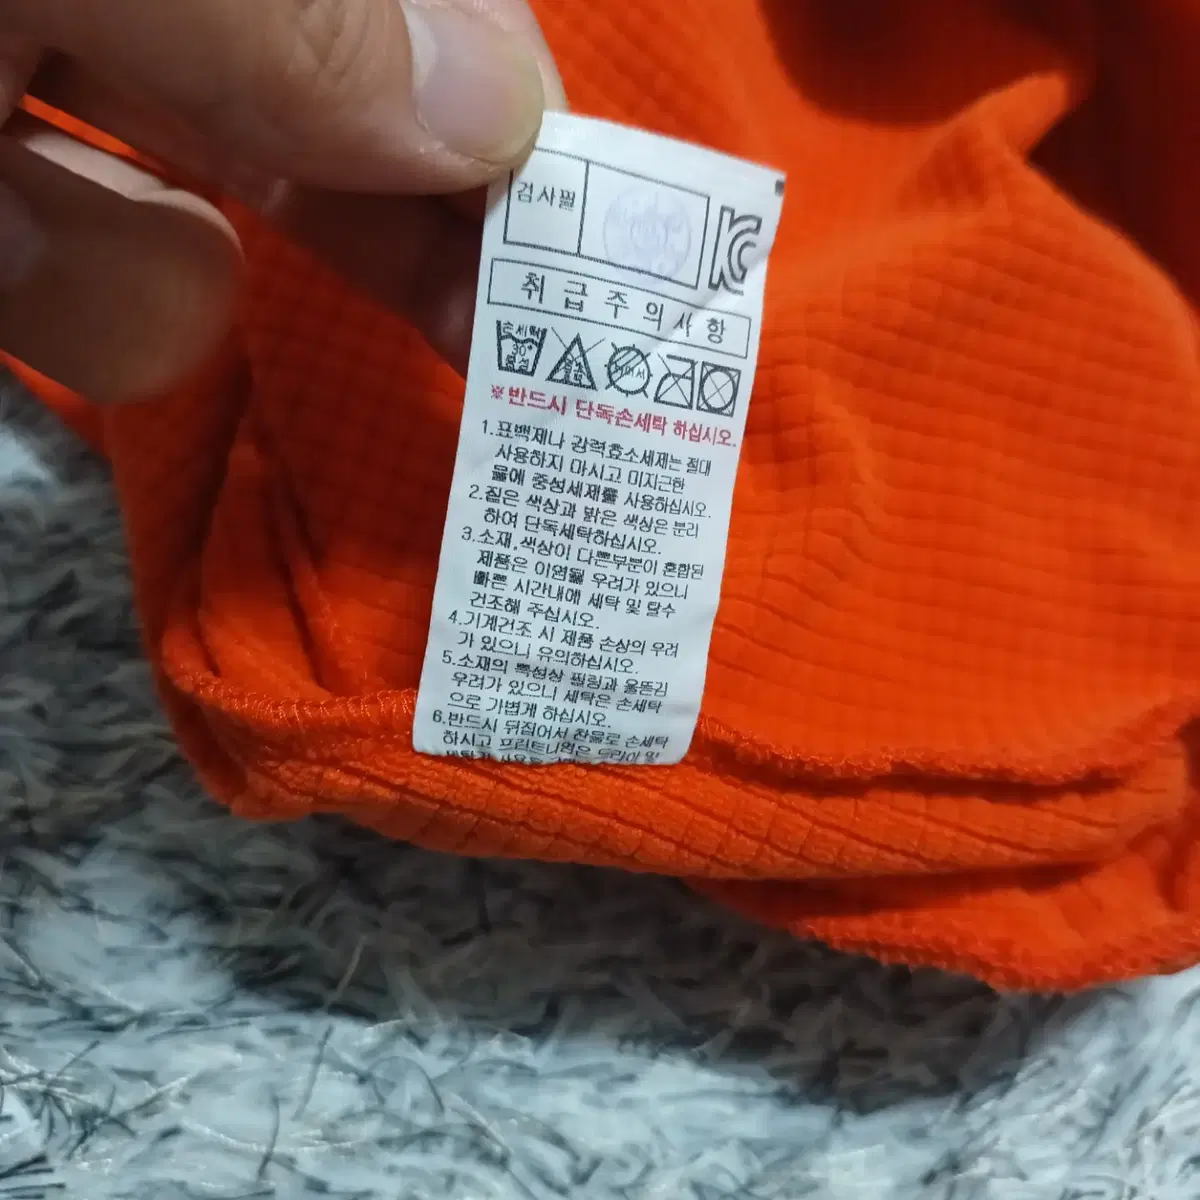 검사필
KC
취급주의사항
손세탁
30°
중성
※반드시 단독손세탁 하십시오.
1.표백제나 강력효소세제는 절대
사용하지 마시고 미지근한
물에 중성세제를 사용하십시오.
2.짙은 색상과 밝은 색상은 분리
하여 단독세탁하십시오.
3.소재,색상이 다른부분이 혼합된
제품은 이염될 우려가 있으니
빠른 시간내에 세탁 및 탈수
건조해 주십시오.
4.기계건조 시 제품 손상의 우려
가 있으니 유의하십시오.
5.소재의 특성상 필링과 올뜯김
우려가 있으니 세탁은 손세탁
으로 가볍게 하십시오.
6.반드시 뒤집어서 찬물로 손세탁
하시고 프린트니웜은 드라이 및